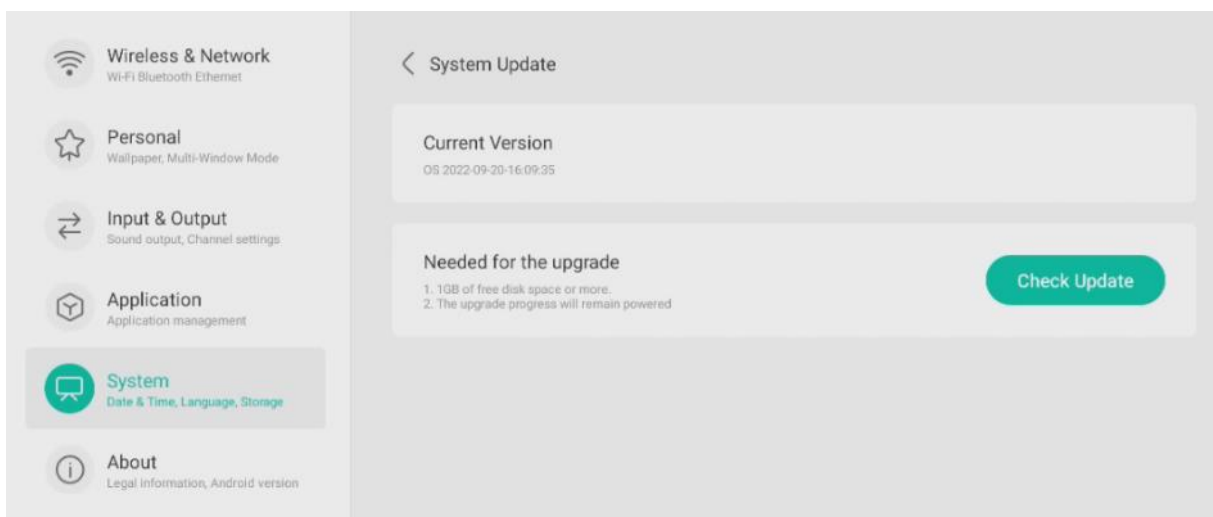 Wireless & Network
Wi-Fi Bluetooth Ethernet
Personal
Wallpaper, Multi-Window Mode
Input & Output
Sound output, Channel settings
Application
Application management
System
Date & Time, Language, Storage
About
Legal information, Android version
System Update
Current Version
OS 2022-09-20-16:09:35
Needed for the upgrade
1. 1GB of free disk space or more.
2. The upgrade progress will remain powered
Check Update